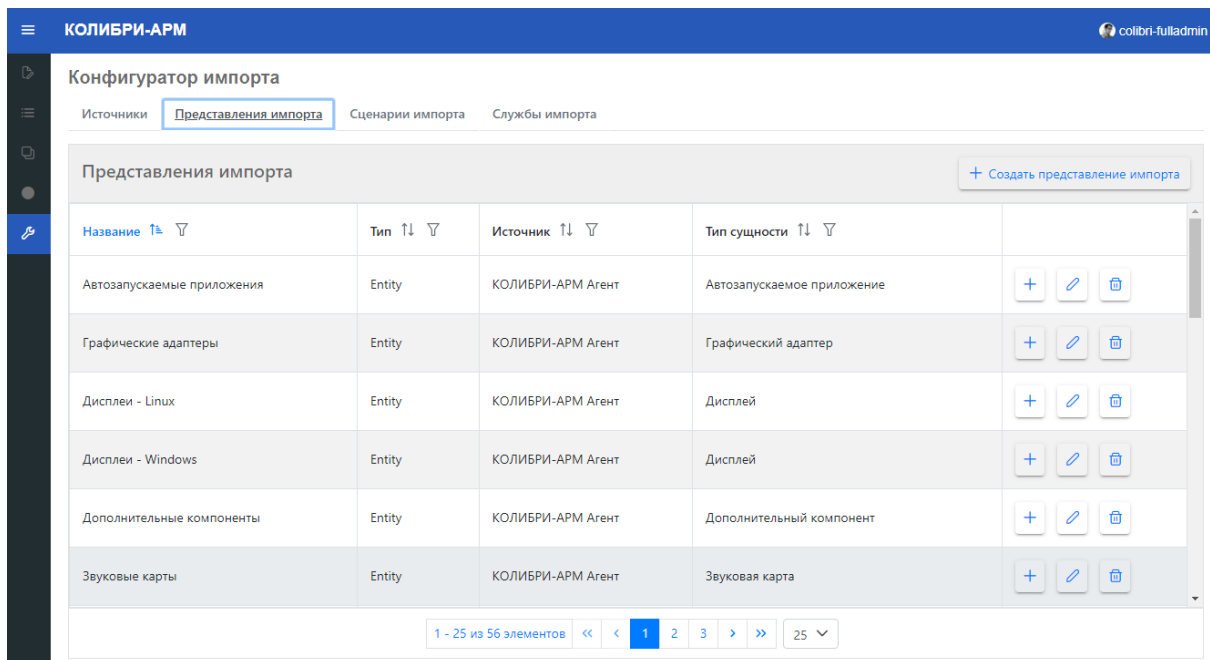 КОЛИБРИ-АРМ colibri-fulladmin
Конфигуратор импорта
Источники Представления импорта Сценарии импорта Службы импорта
Представления импорта + Создать представление импорта
Название Тип Источник Тип сущности
Автозапускаемые приложения Entity КОЛИБРИ-АРМ Агент Автозапускаемое приложение
Графические адаптеры Entity КОЛИБРИ-АРМ Агент Графический адаптер
Дисплеи - Linux Entity КОЛИБРИ-АРМ Агент Дисплей
Дисплеи - Windows Entity КОЛИБРИ-АРМ Агент Дисплей
Дополнительные компоненты Entity КОЛИБРИ-АРМ Агент Дополнительный компонент
Звуковые карты Entity КОЛИБРИ-АРМ Агент Звуковая карта
1 - 25 из 56 элементов « ‹ 1 2 3 › » 25